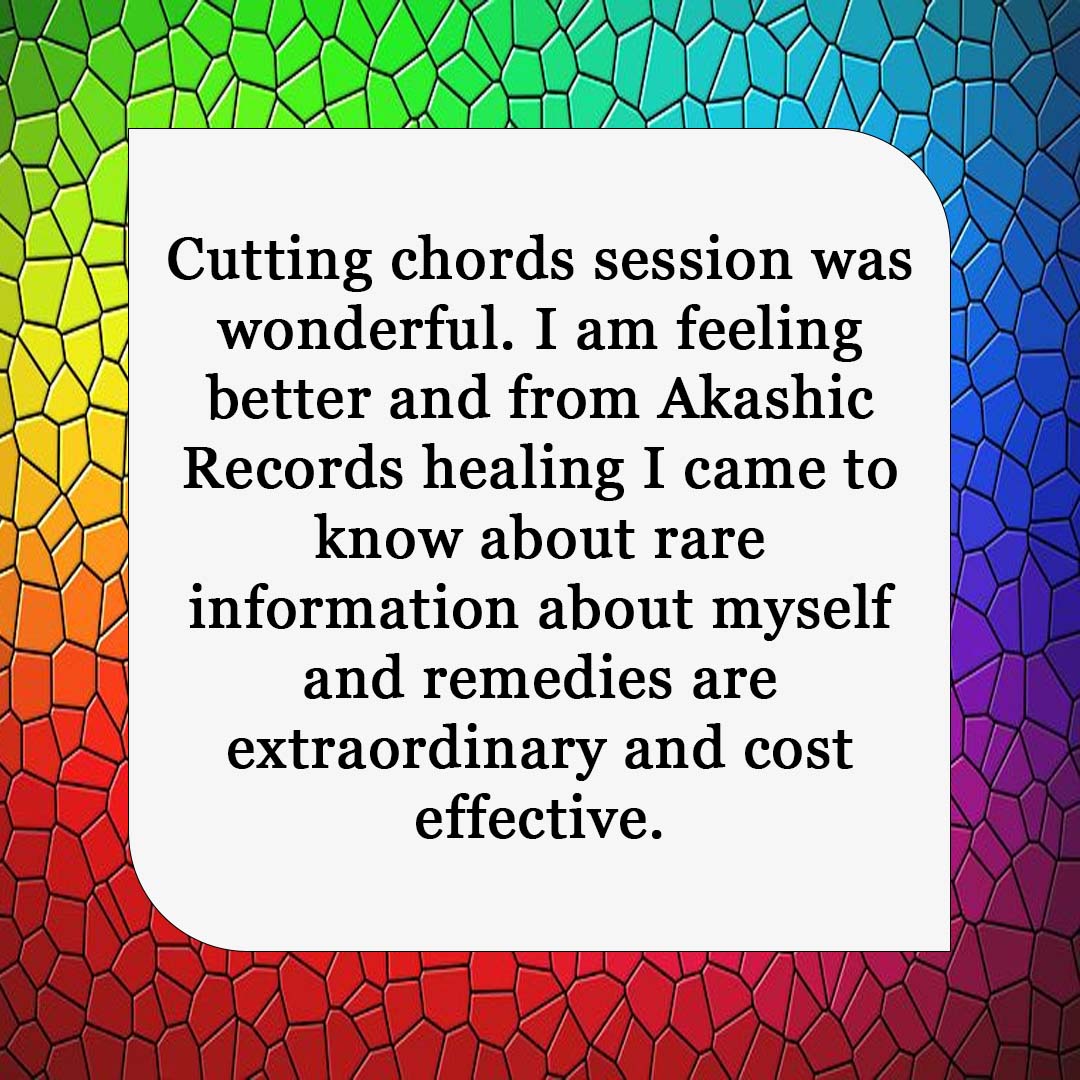 Cutting chords session was
wonderful. I am feeling
better and from Akashic
Records healing I came to
know about rare
information about myself
and remedies are
extraordinary and cost
effective.